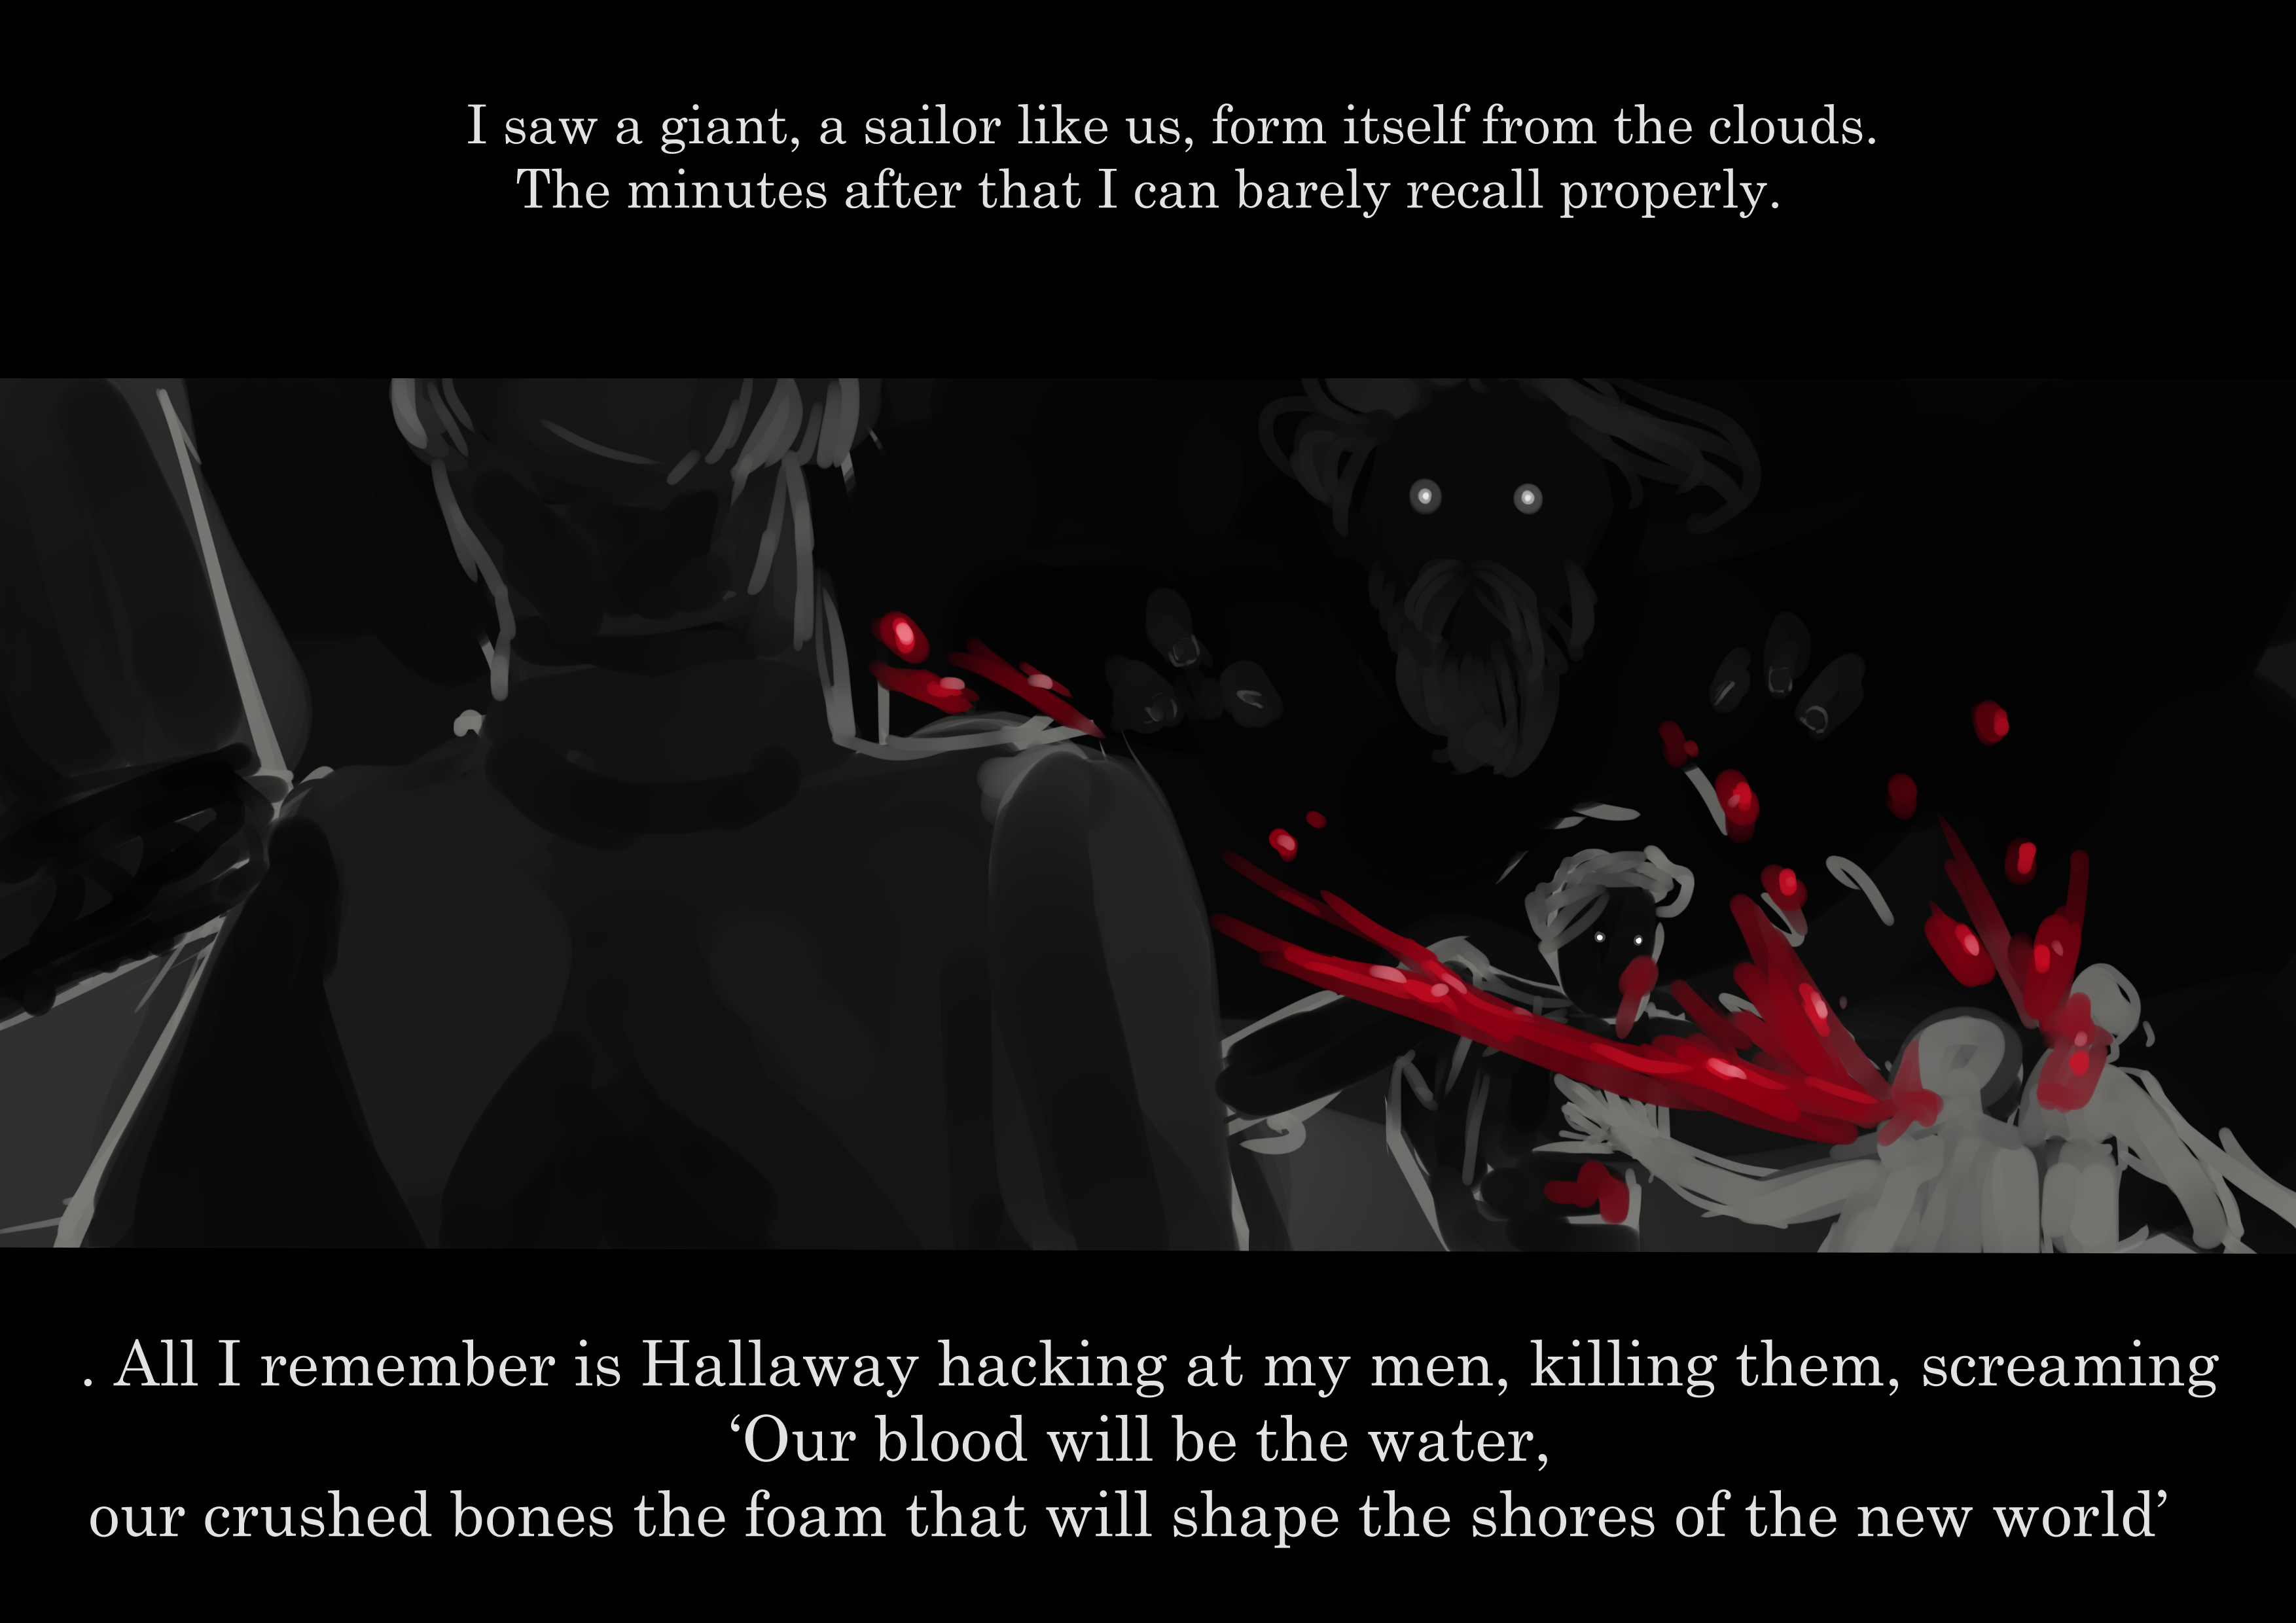 I saw a giant, a sailor like us, form itself from the clouds.
The minutes after that I can barely recall properly.
. All I remember is Hallaway hacking at my men, killing them, screaming
‘Our blood will be the water,
our crushed bones the foam that will shape the shores of the new world’